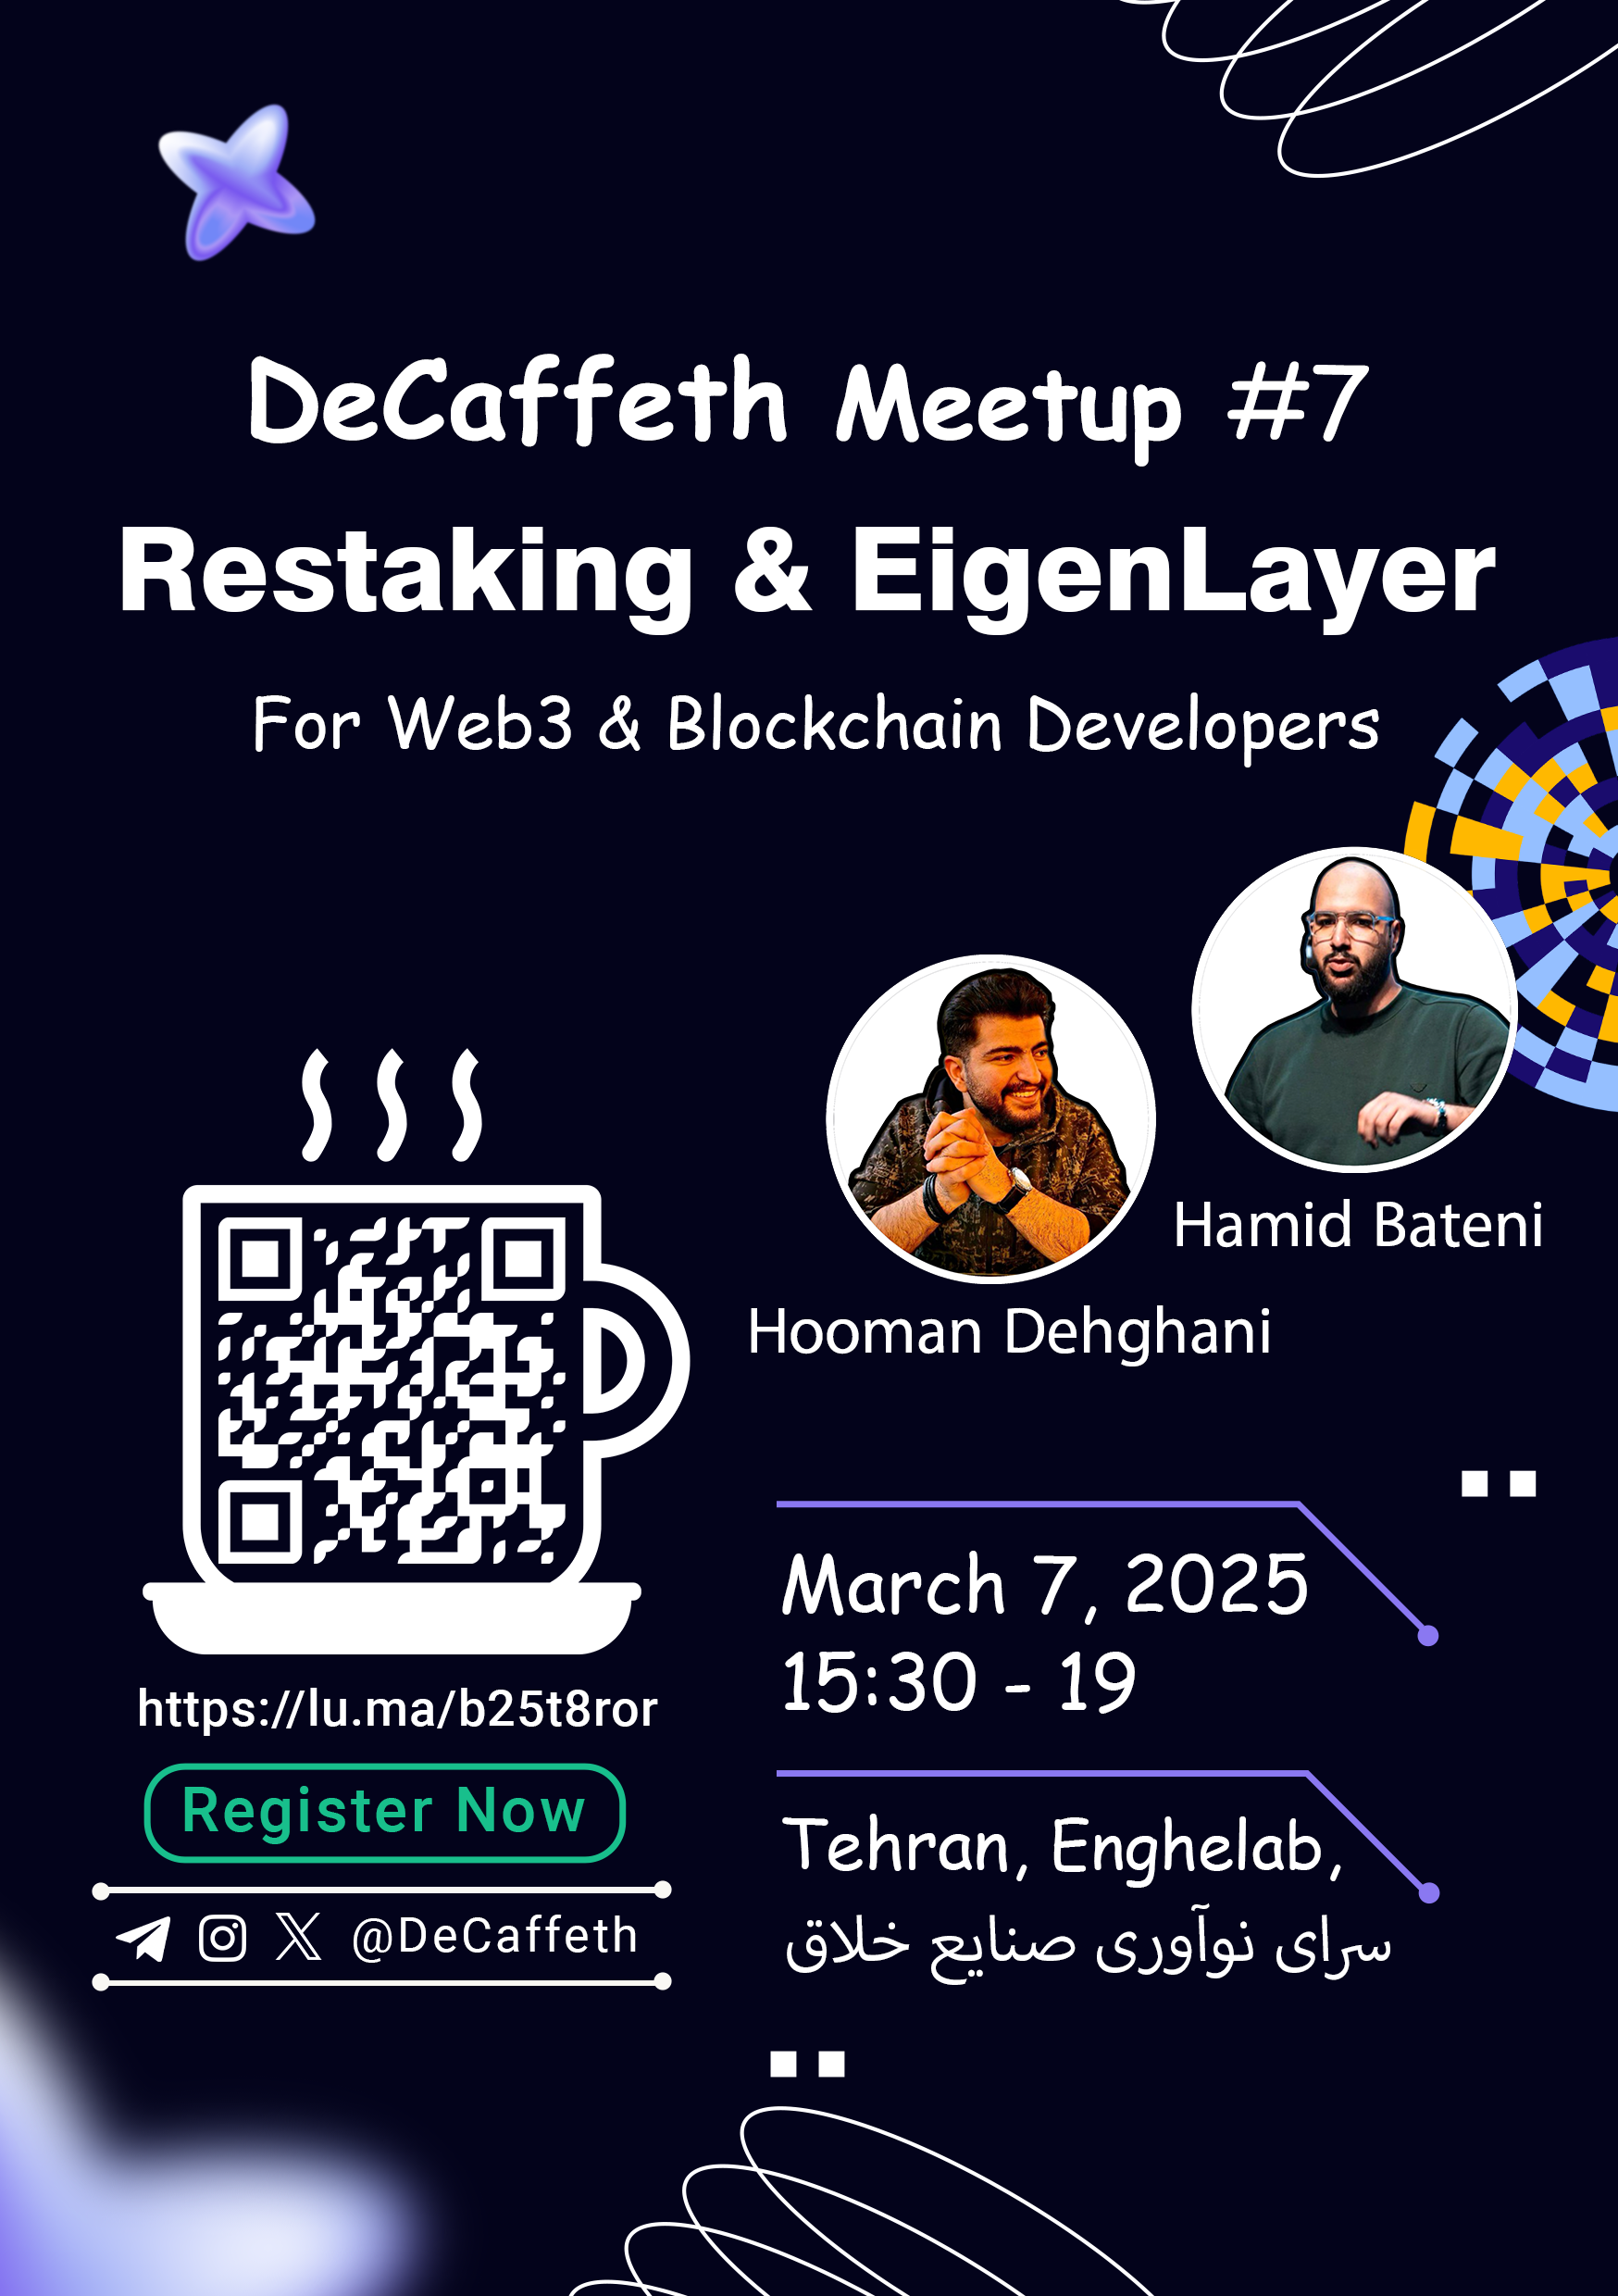 DeCaffeth Meetup #7
Restaking & EigenLayer
For Web3 & Blockchain Developers
Hamid Bateni
Hooman Dehghani
March 7, 2025
15:30 - 19
Tehran, Enghelab,
سرای نوآوری صنایع خلاق
https://lu.ma/b25t8ror
Register Now
@DeCaffeth